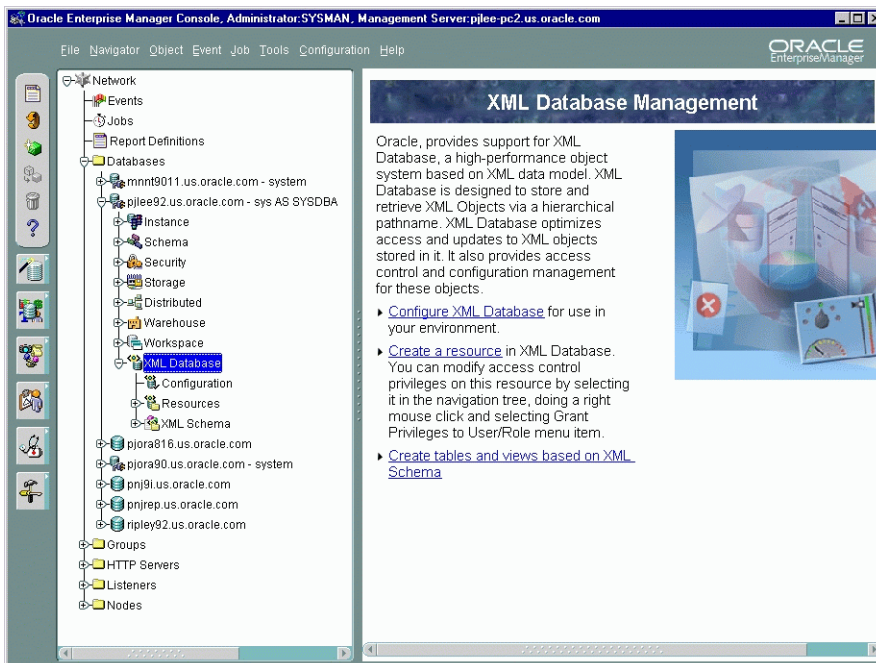 Oracle Enterprise Manager Console, Administrator:SYSMAN, Management Server:pjlee-pc2.us.oracle.com
File Navigator Object Event Job Tools Configuration Help
ORACLE
EnterpriseManager
Network
Events
Jobs
Report Definitions
Databases
mnnt9011.us.oracle.com - system
pjlee92.us.oracle.com - sys AS SYSDBA
Instance
Schema
Security
Storage
Distributed
Warehouse
Workspace
XML Database
Configuration
Resources
XML Schema
pjora816.us.oracle.com
pjora90.us.oracle.com - system
pnj9i.us.oracle.com
pnjrep.us.oracle.com
ripley92.us.oracle.com
Groups
HTTP Servers
Listeners
Nodes
XML Database Management
Oracle, provides support for XML
Database, a high-performance object
system based on XML data model. XML
Database is designed to store and
retrieve XML Objects via a hierarchical
pathname. XML Database optimizes
access and updates to XML objects
stored in it. It also provides access
control and configuration management
for these objects.
Configure XML Database for use in
your environment.
Create a resource in XML Database.
You can modify access control
privileges on this resource by selecting
it in the navigation tree, doing a right
mouse click and selecting Grant
Privileges to User/Role menu item.
Create tables and views based on XML
Schema